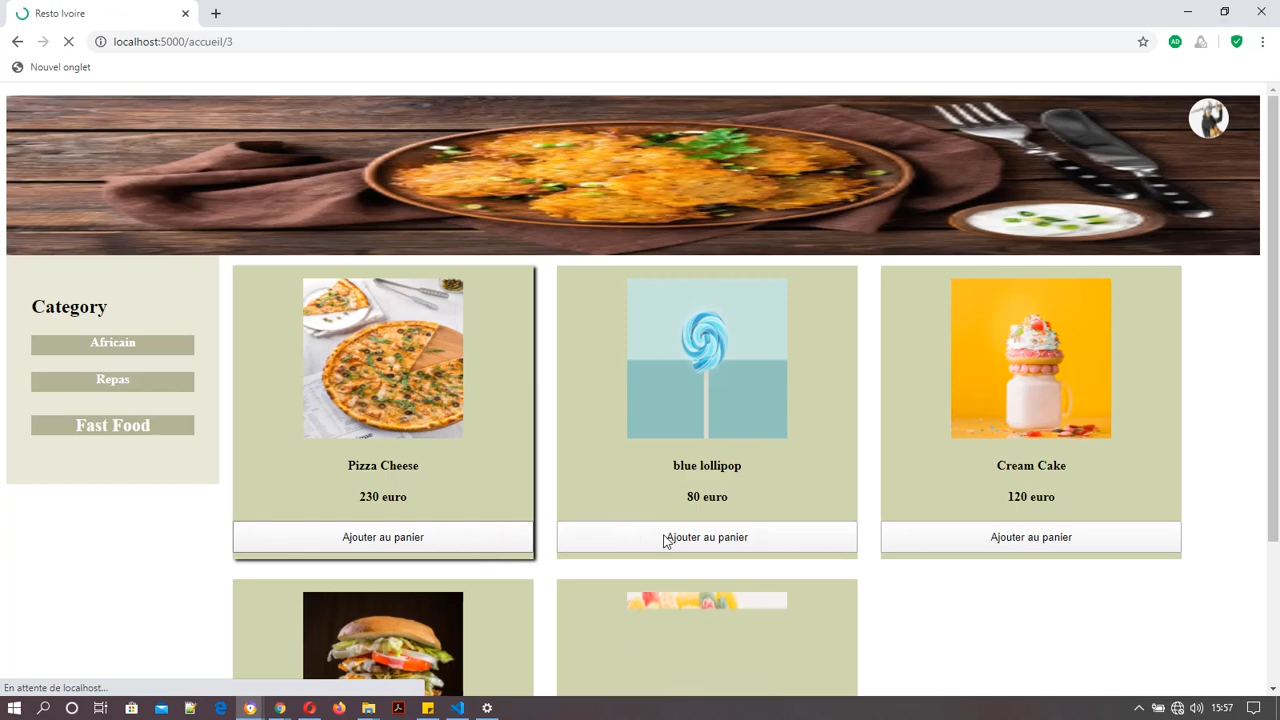 Resto Ivoire
localhost:5000/accueil/3
Nouvel onglet
AD
Category
Africain
Repas
Fast Food
Pizza Cheese
230 euro
Ajouter au panier
blue lollipop
80 euro
Ajouter au panier
Cream Cake
120 euro
Ajouter au panier
En attente de localhost...
15:57